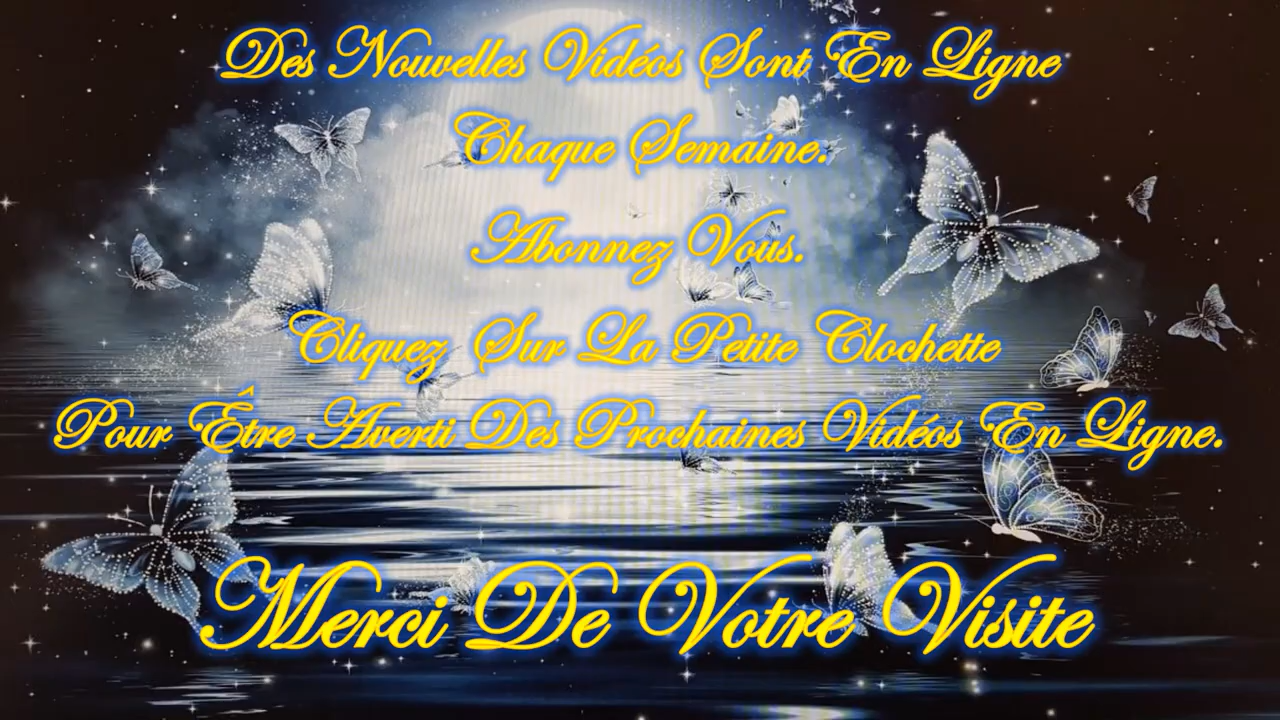 Des Nouvelles Vidéos Sont En Ligne
Chaque Semaine.
Abonnez Vous.
Cliquez Sur La Petite Clochette
Pour Être Averti Des Prochaines Vidéos En Ligne.
Merci De Votre Visite